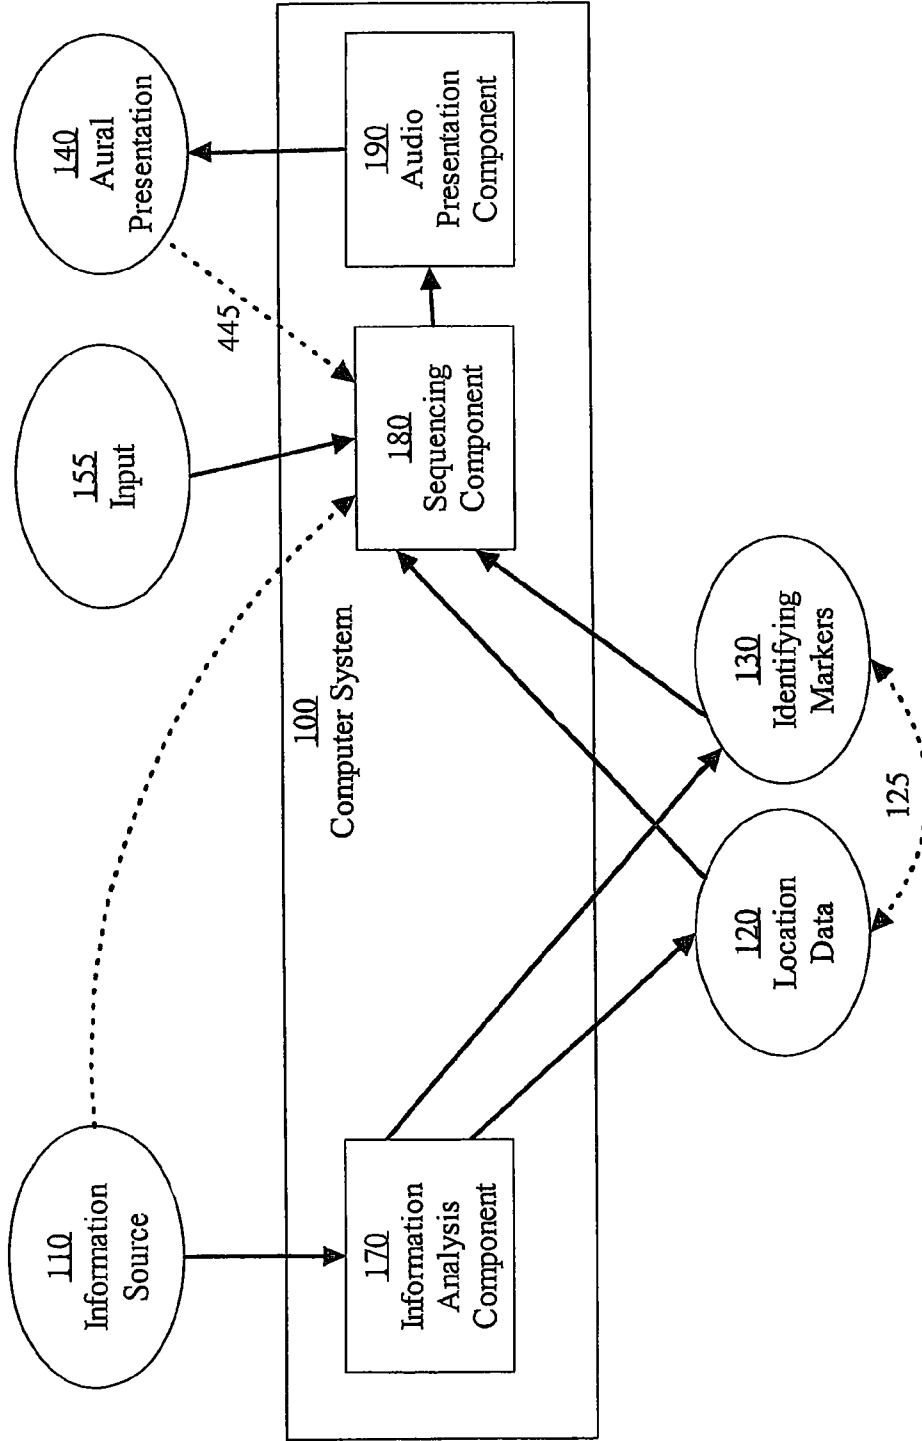 110
Information
Source
155
Input
140
Aural
Presentation
445
100
Computer System
170
Information
Analysis
Component
180
Sequencing
Component
190
Audio
Presentation
Component
120
Location
Data
130
Identifying
Markers
125